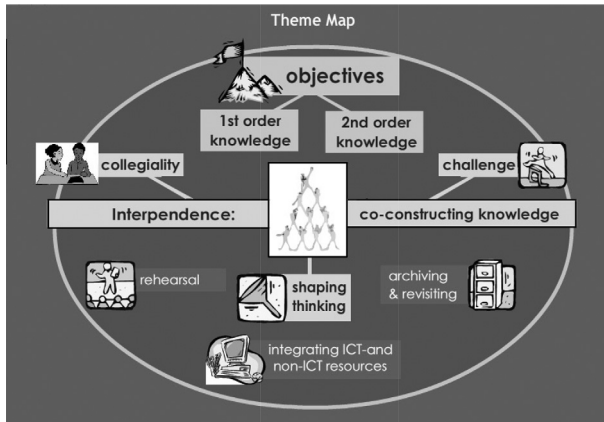 Theme Map
objectives
1st order
knowledge
2nd order
knowledge
collegiality
challenge
Interpendence:
co-constructing knowledge
rehearsal
shaping
thinking
archiving
& revisiting
integrating ICT-and
non-ICT resources